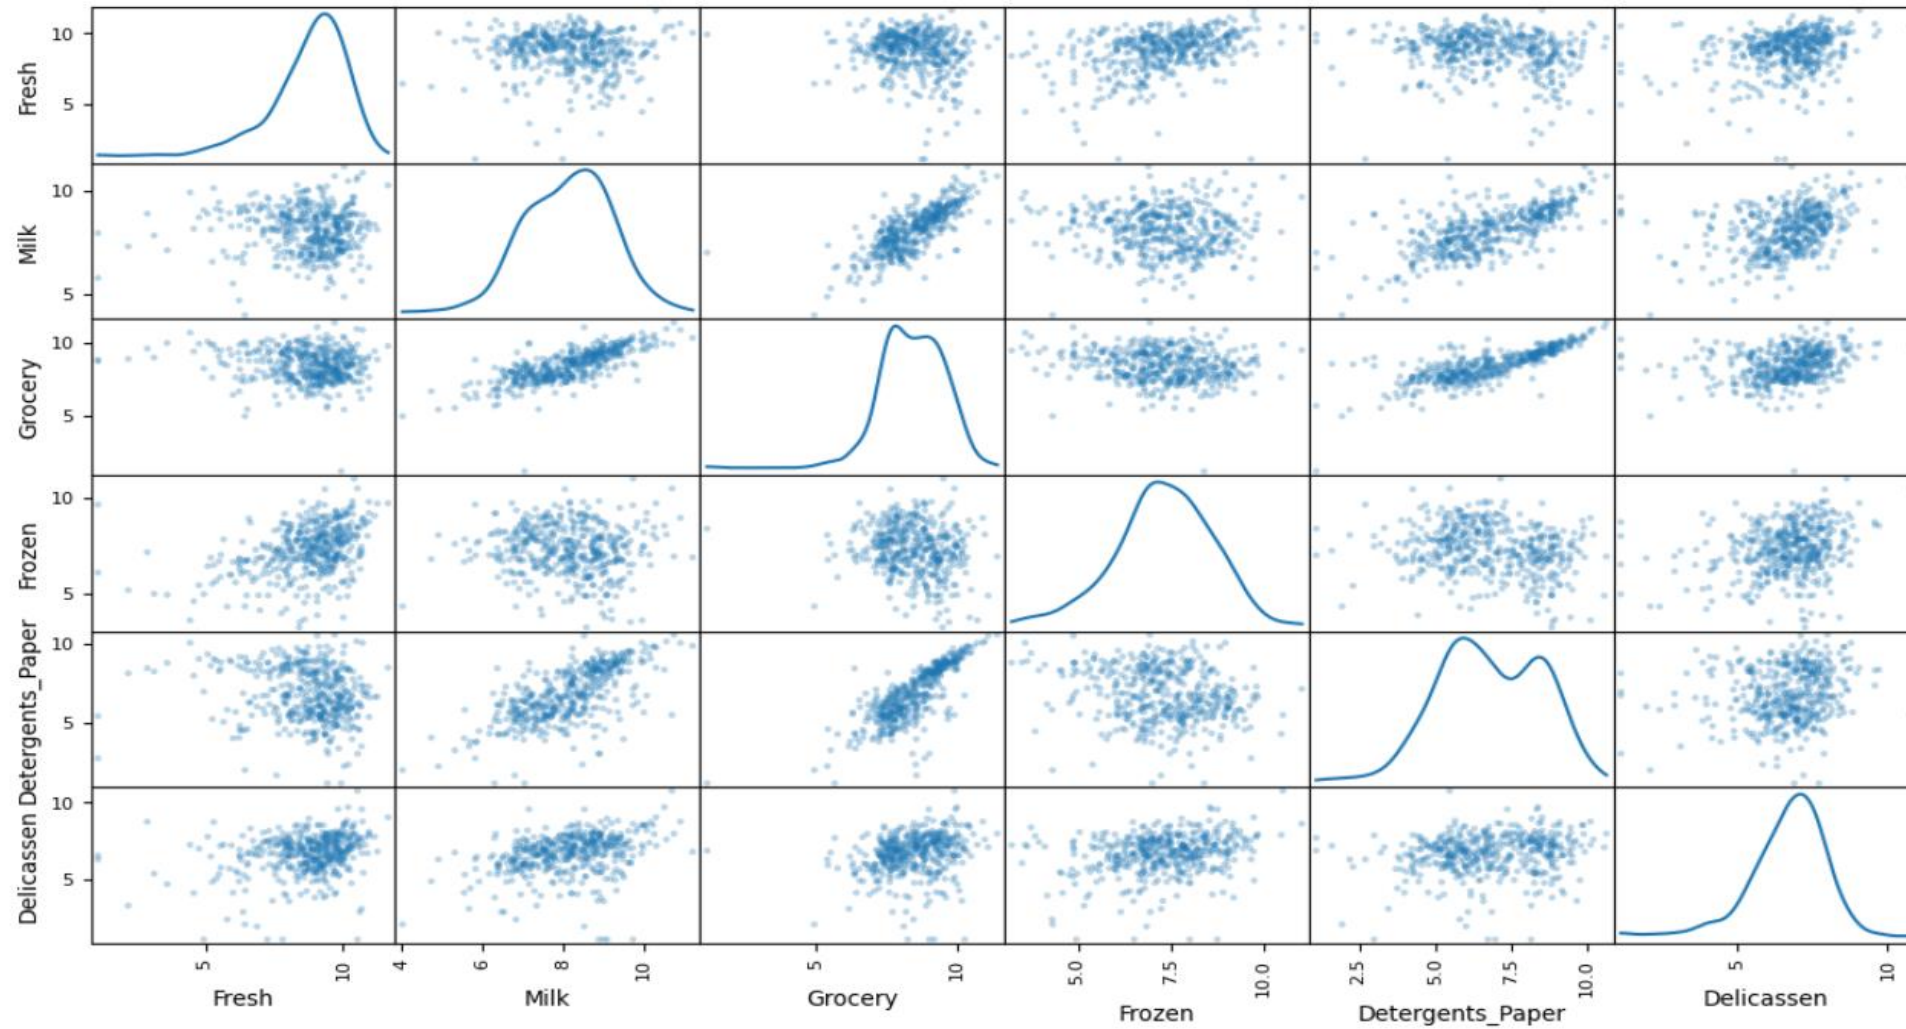 Fresh
10
5
Milk
10
5
Grocery
10
5
Frozen
10
5
Detergents_Paper
10
5
Delicassen
10
5
5 10 4 6 8 10 5 10 5.0 7.5 10.0 2.5 5.0 7.5 10.0 5 10
Fresh Milk Grocery Frozen Detergents_Paper Delicassen